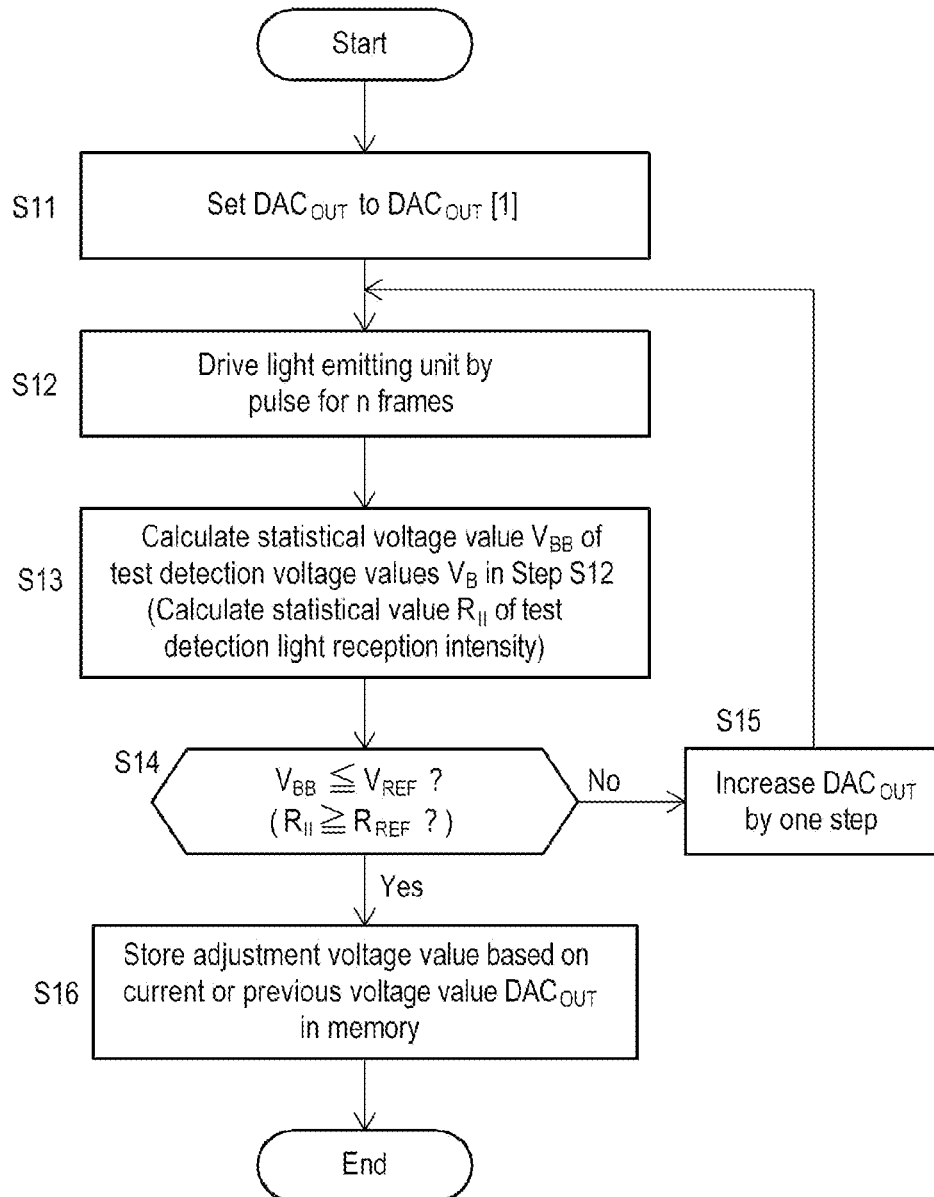 Start
S11
Set DAC_OUT to DAC_OUT [1]
S12
Drive light emitting unit by
pulse for n frames
S13
Calculate statistical voltage value V_BB of
test detection voltage values V_B in Step S12
(Calculate statistical value R_II of test
detection light reception intensity)
S14
V_BB ≦ V_REF ?
( R_II ≧ R_REF ? )
No
S15
Increase DAC_OUT
by one step
Yes
S16
Store adjustment voltage value based on
current or previous voltage value DAC_OUT
in memory
End